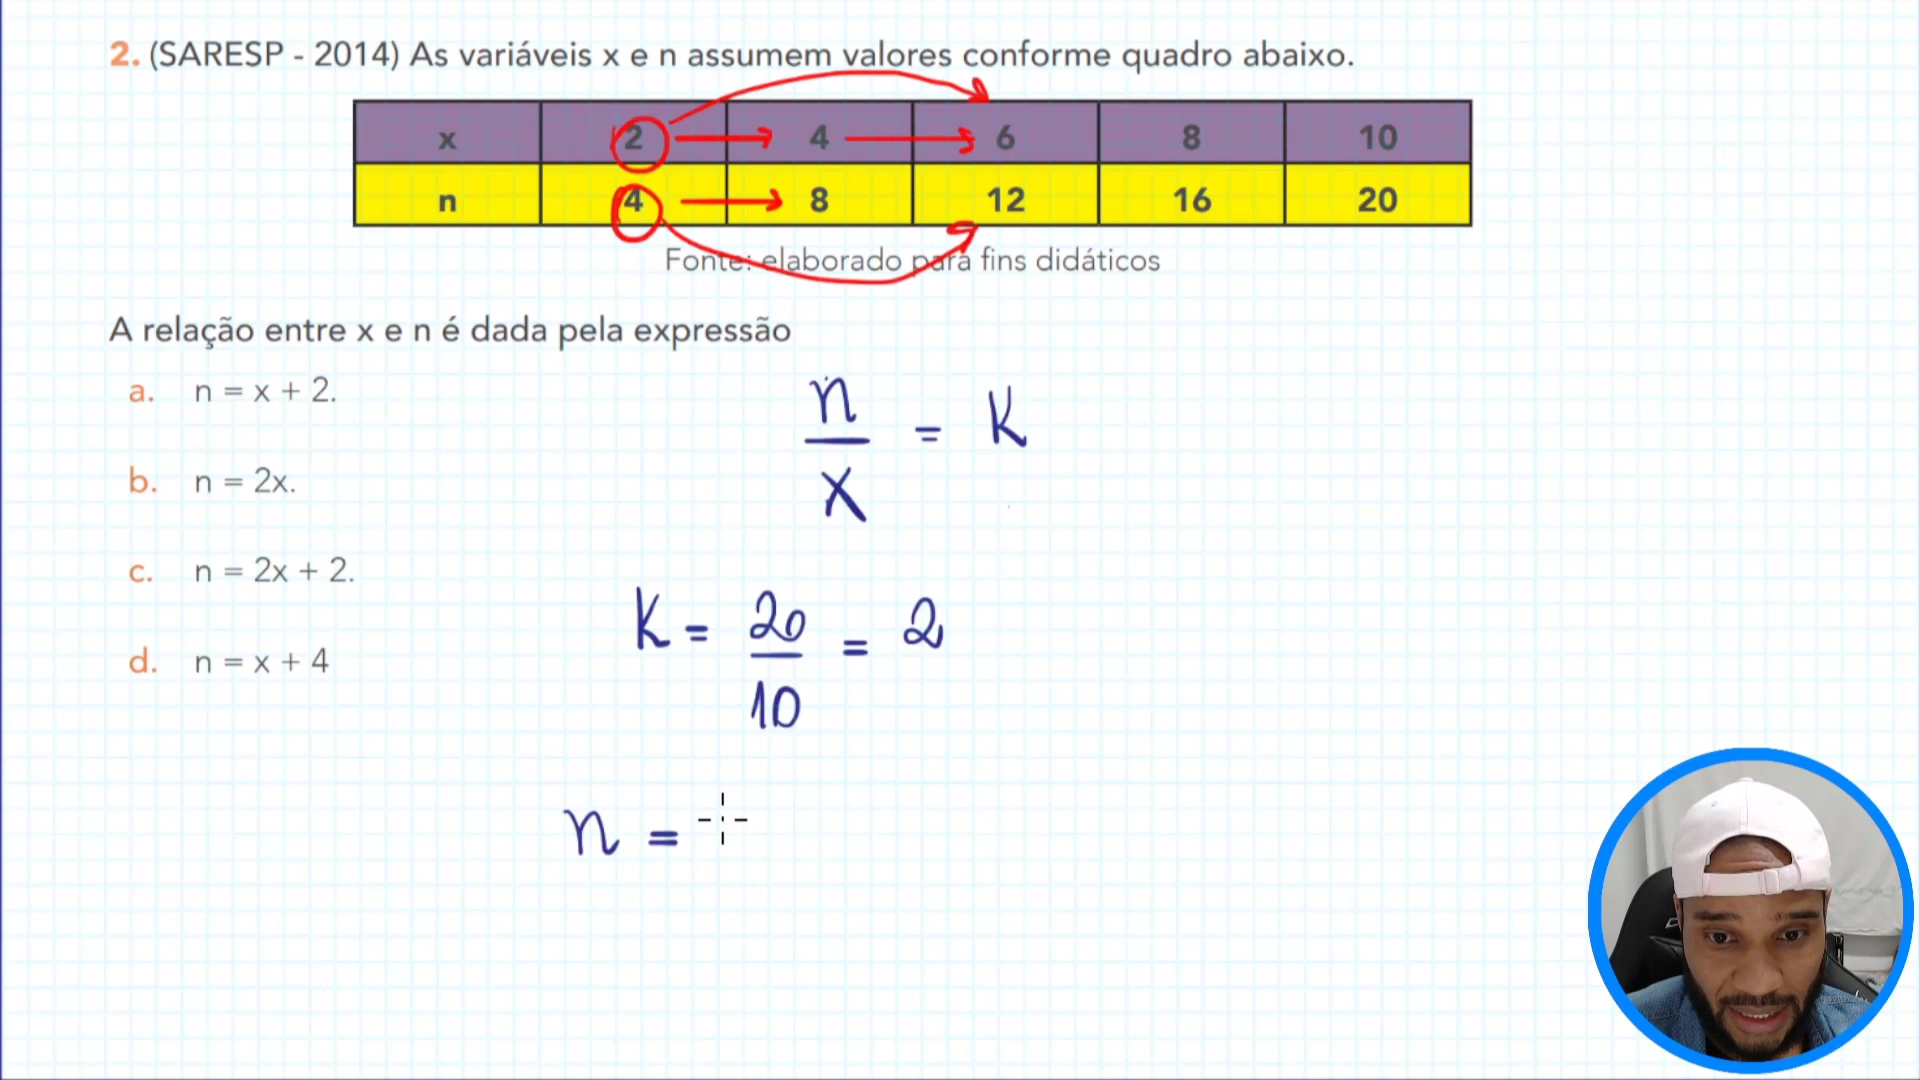 2. (SARESP - 2014) As variáveis x e n assumem valores conforme quadro abaixo.
x 2 4 6 8 10
n 4 8 12 16 20
Fonte: elaborado para fins didáticos
A relação entre x e n é dada pela expressão
a. n = x + 2.
b. n = 2x.
c. n = 2x + 2.
d. n = x + 4
n/x = K
K = 20/10 = 2
n =